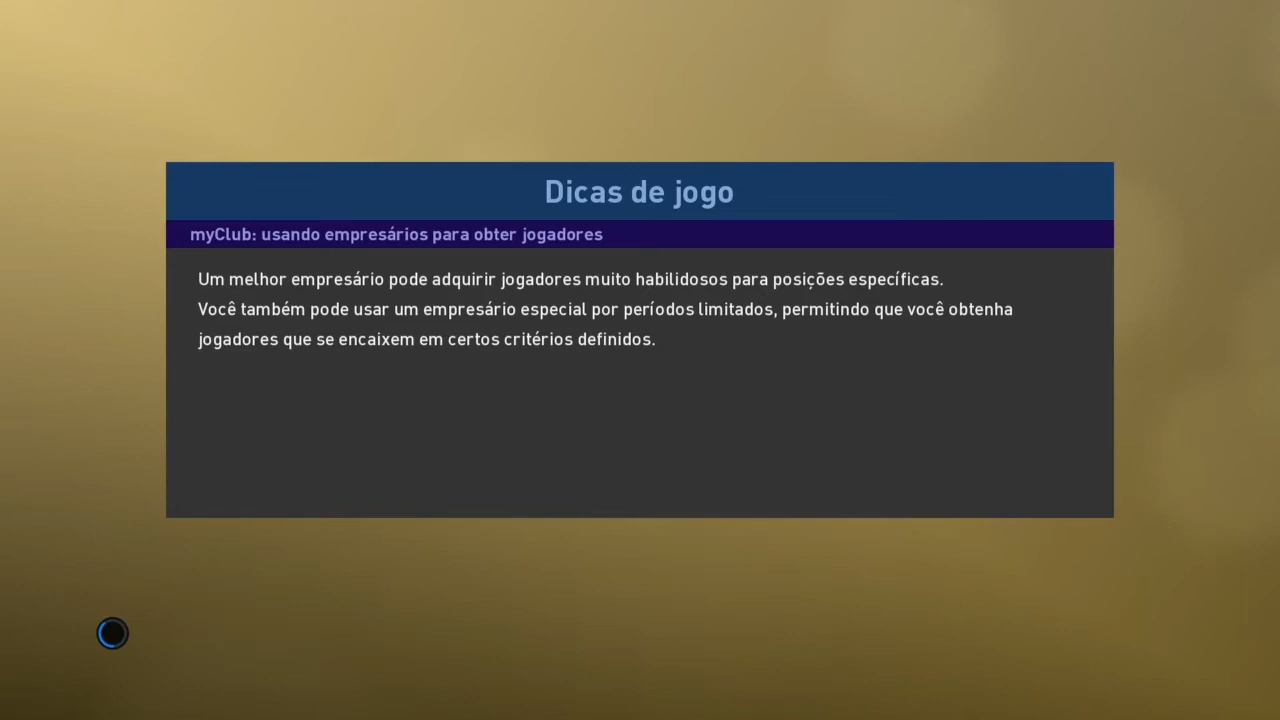 Dicas de jogo
myClub: usando empresários para obter jogadores
Um melhor empresário pode adquirir jogadores muito habilidosos para posições específicas.
Você também pode usar um empresário especial por períodos limitados, permitindo que você obtenha
jogadores que se encaixem em certos critérios definidos.